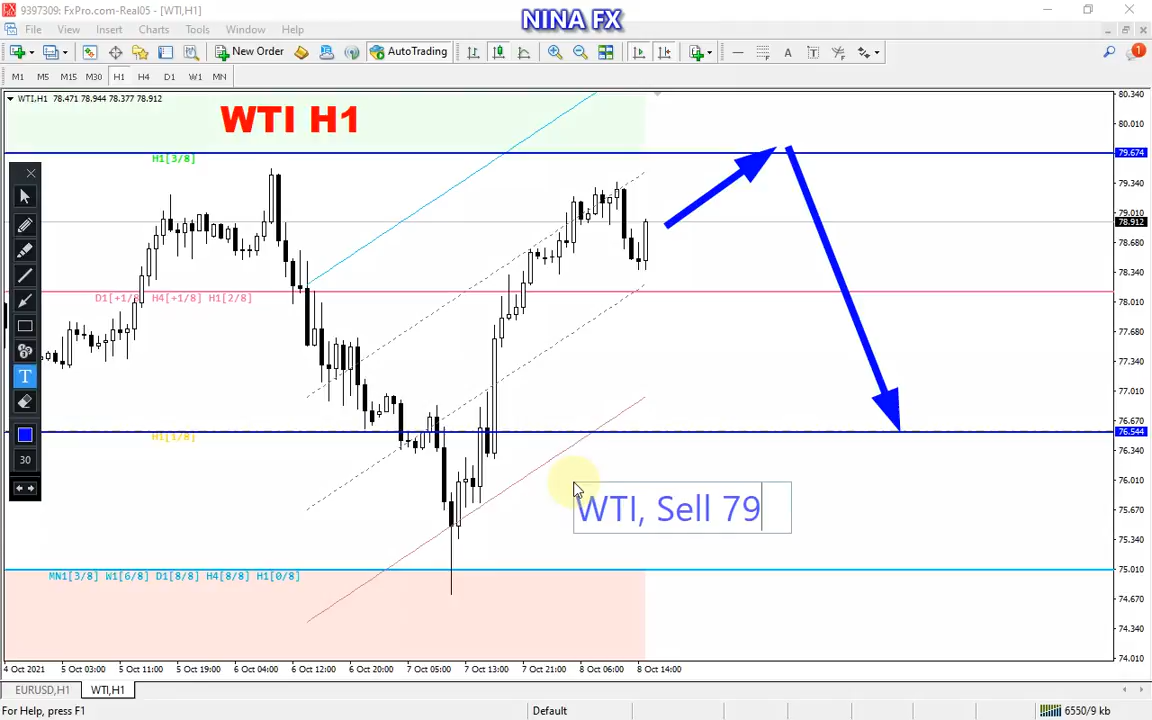 9397309: FxPro.com-Real05 - [WTI,H1]
NINA FX
File View Insert Charts Tools Window Help
New Order AutoTrading
1
M1 M5 M15 M30 H1 H4 D1 W1 MN
WTI,H1 78.471 78.944 78.377 78.912
WTI H1
80.340
80.010
79.674
H1[3/8]
79.340
79.010
78.912
78.680
78.340
D1[+1/8] H4[+1/8] H1[2/8]
78.010
77.680
77.340
77.010
76.670
76.544
H1[1/8]
76.340
30
76.010
WTI, Sell 79
75.670
75.340
75.010
MN1[3/8] W1[6/8] D1[8/8] H4[8/8] H1[0/8]
74.670
74.340
74.010
4 Oct 2021 5 Oct 03:00 5 Oct 11:00 5 Oct 19:00 6 Oct 04:00 6 Oct 12:00 6 Oct 20:00 7 Oct 05:00 7 Oct 13:00 7 Oct 21:00 8 Oct 06:00 8 Oct 14:00
EURUSD,H1 WTI,H1
For Help, press F1 Default 6550/9 kb